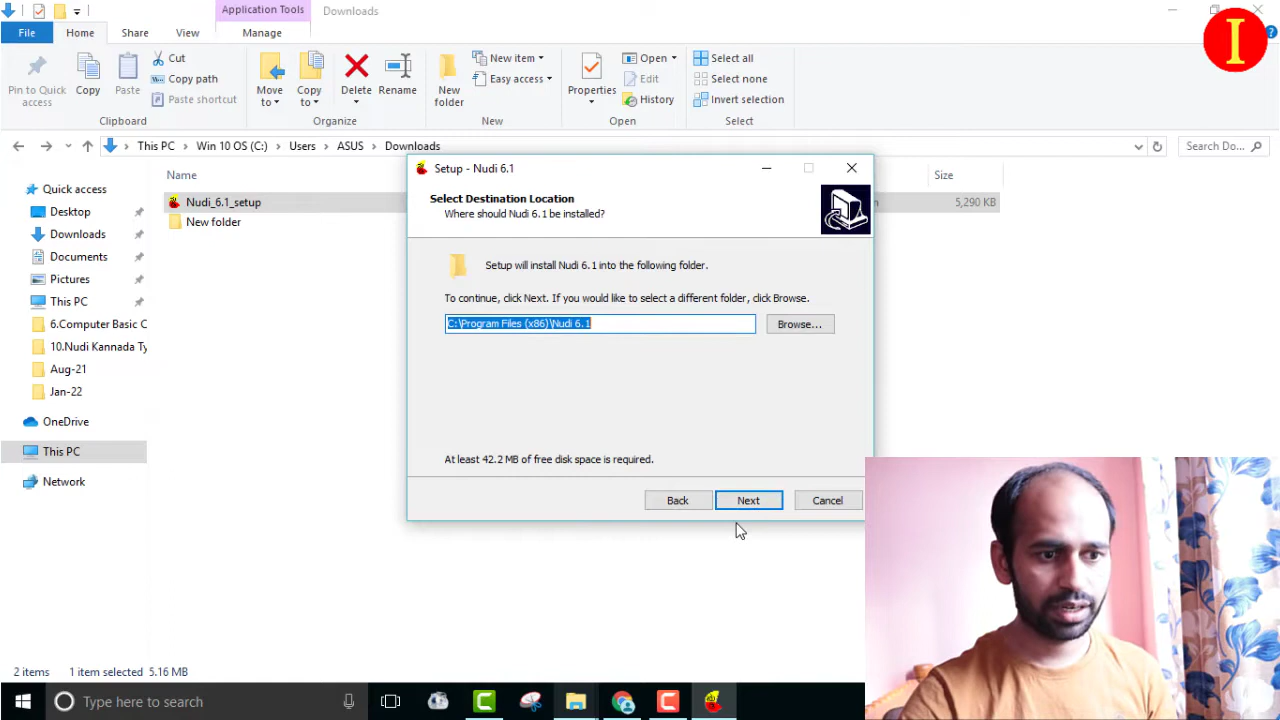 Application Tools
Downloads
File
Home
Share
View
Manage
Pin to Quick access
Copy
Paste
Cut
Copy path
Paste shortcut
Clipboard
Move to
Copy to
Delete
Rename
Organize
New folder
New item
Easy access
New
Properties
Open
Edit
History
Open
Select all
Select none
Invert selection
Select
This PC
Win 10 OS (C:)
Users
ASUS
Downloads
Search Do...
Name
Size
Quick access
Desktop
Downloads
Documents
Pictures
This PC
6.Computer Basic C
10.Nudi Kannada Ty
Aug-21
Jan-22
OneDrive
This PC
Network
Nudi_6.1_setup
5,290 KB
New folder
Setup - Nudi 6.1
Select Destination Location
Where should Nudi 6.1 be installed?
Setup will install Nudi 6.1 into the following folder.
To continue, click Next. If you would like to select a different folder, click Browse.
C:\Program Files (x86)\Nudi 6.1
Browse...
At least 42.2 MB of free disk space is required.
Back
Next
Cancel
2 items
1 item selected 5.16 MB
Type here to search
I